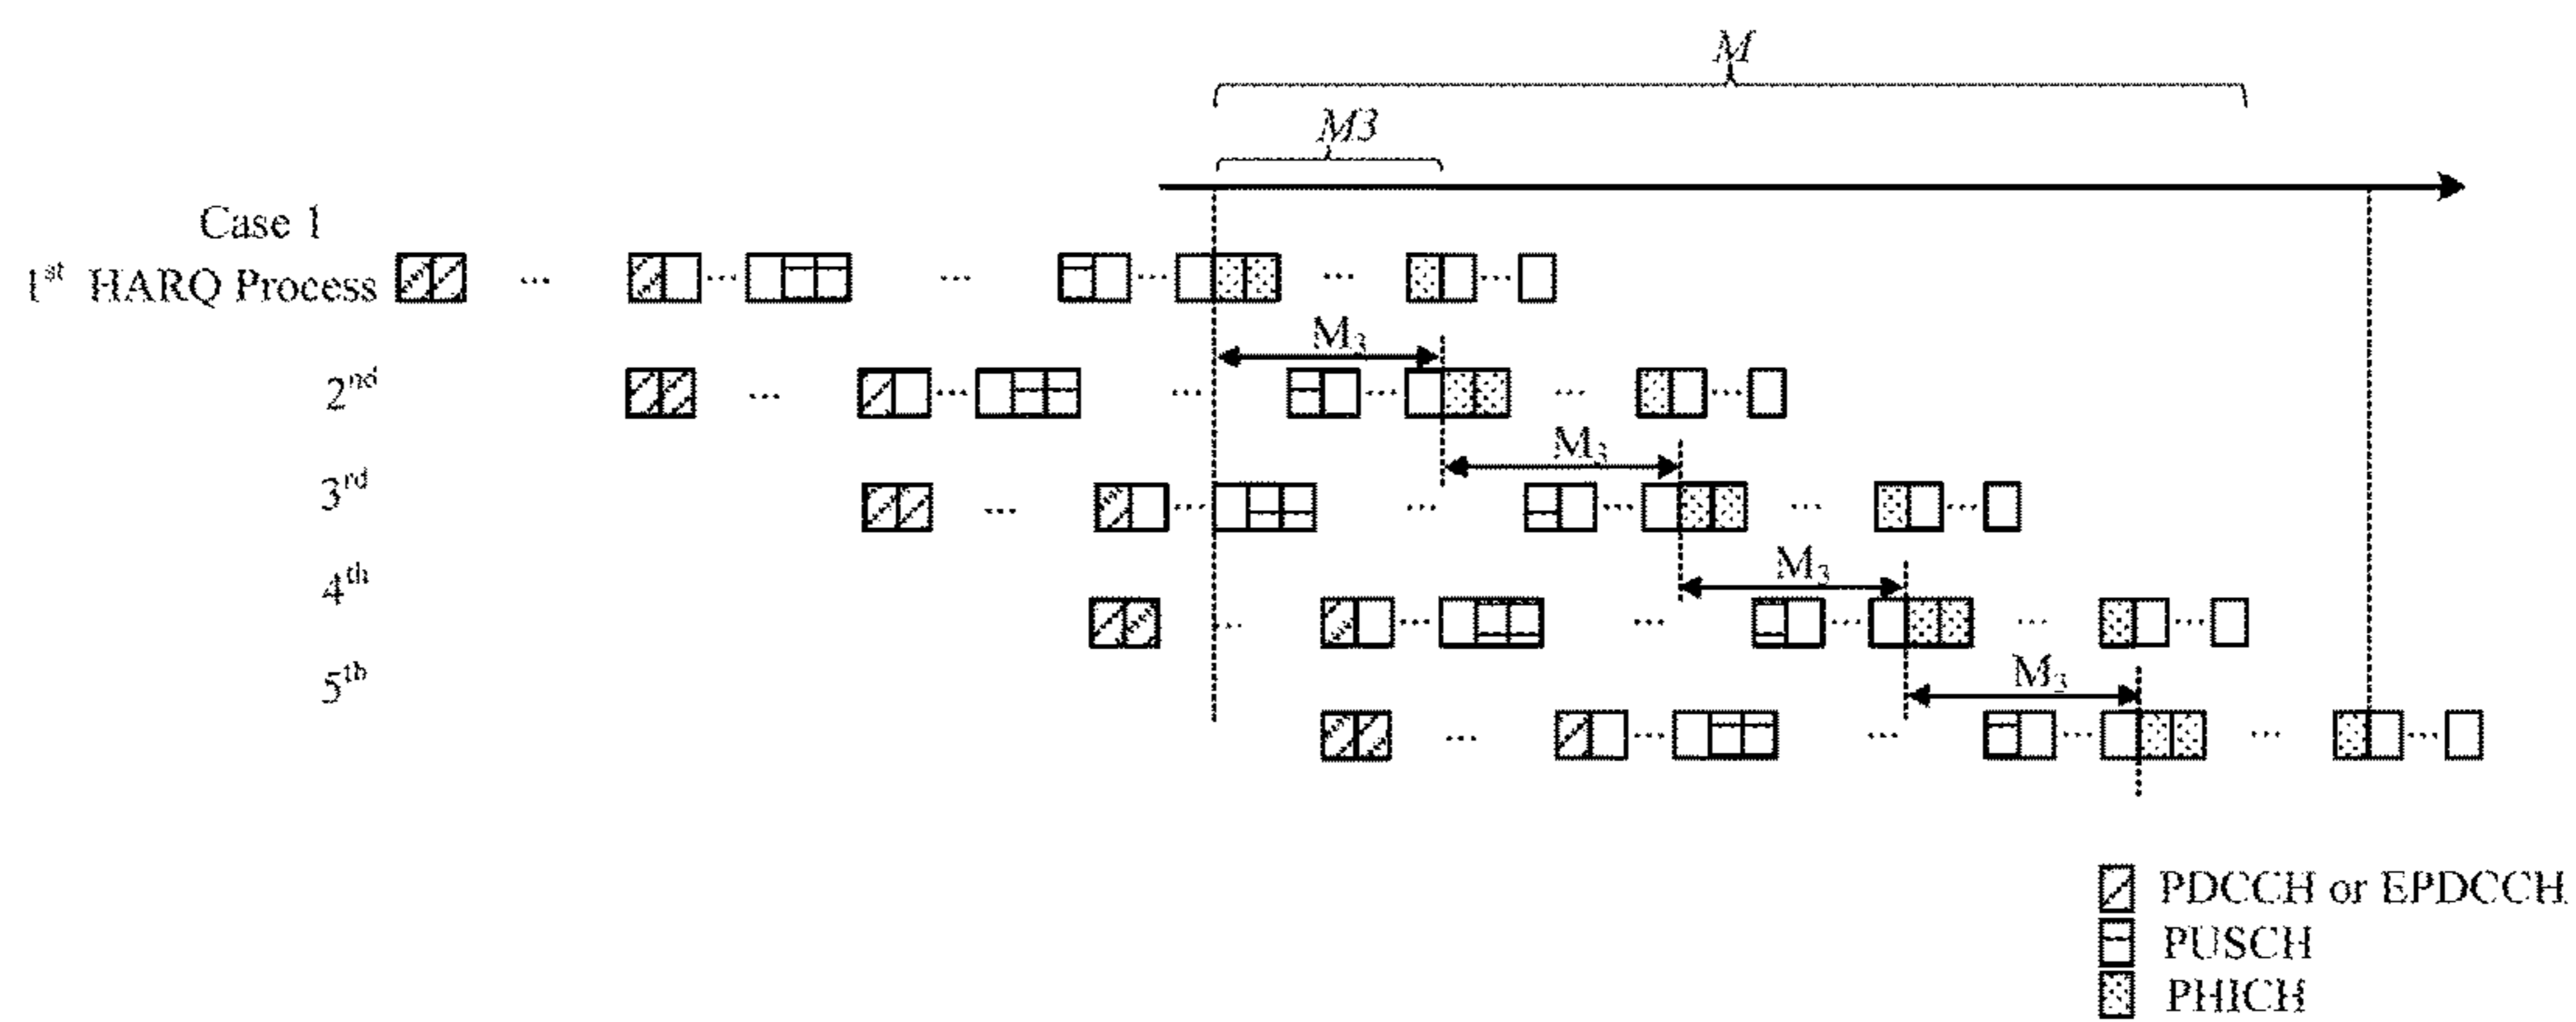 M
M3
Case 1
1st HARQ Process
M3
2nd
M3
3rd
M3
4th
M3
5th
PDCCH or EPDCCH
PUSCH
PHICH